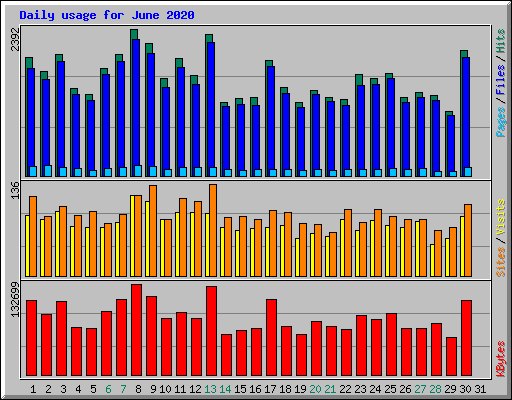 Daily usage for June 2020
2392
Pages / Files / Hits
136
Sites / Visits
132699
KBytes
1 2 3 4 5 6 7 8 9 10 11 12 13 14 15 16 17 18 19 20 21 22 23 24 25 26 27 28 29 30 31